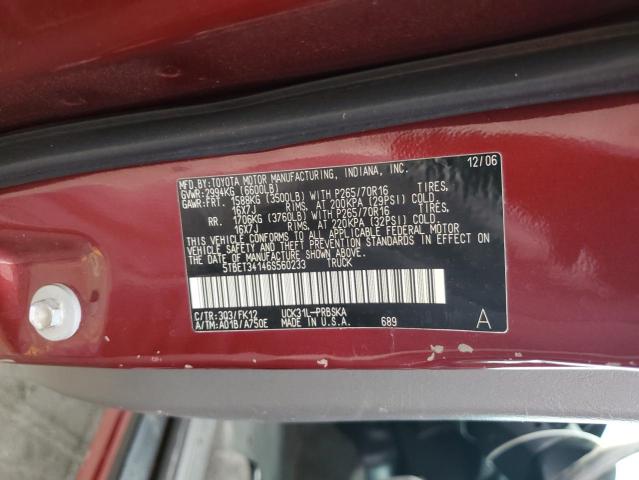 12/06
MFD.BY:TOYOTA MOTOR MANUFACTURING, INDIANA, INC.
GVWR:2994KG (6600LB)
GAWR:FRT. 1588KG (3500LB) WITH P265/70R16 TIRES.
16X7J RIMS. AT 200KPA (29PSI) COLD.
RR. 1706KG (3760LB) WITH P265/70R16 TIRES.
16X7J RIMS. AT 220KPA (32PSI) COLD.
THIS VEHICLE CONFORMS TO ALL APPLICABLE FEDERAL MOTOR
VEHICLE SAFETY STANDARDS IN EFFECT ON THE
DATE OF MANUFACTURE SHOWN ABOVE.
5TBET34146S560233 TRUCK
C/TR:3Q3/FK12 UCK31L-PRBSKA
A/TM:A01B/A750E MADE IN U.S.A. 689 A